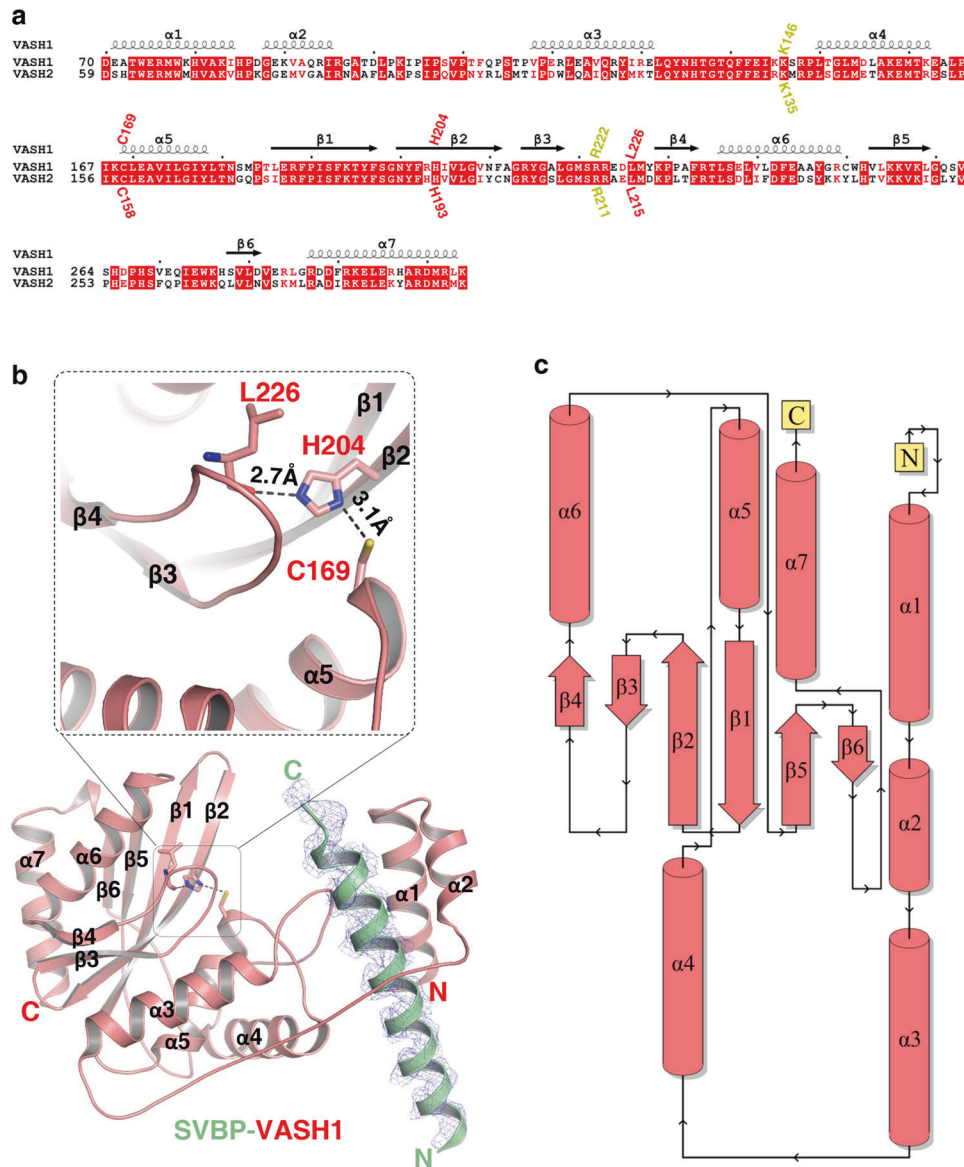 a
α1 α2 α3 K146 α4
VASH1
VASH1 70 DEATWERMWKHVAKIHPDGEKVAQRIRGATDLPKIPIPSVPTFQPSTPVPERLEAVQRYIRELQYNHTGTQFFEIKKSRPLTGLMDLAKEMTKEALP
VASH2 59 DSHTWERMWKHVAKVHPKGGEMVGAIRNAAFLAKPSIPQVPNYRLSMTIPDWLQAIQNYMKTLQYNHTGTQFFEIRKMRPLSGLMETAKEMTRESLP
K135
C169 α5 β1 H204 β2 β3 R222 L226 β4 α6 β5
VASH1
VASH1 167 IKCLEAVILGIYLTNSMPTLERFPISFKTYFSGNYFRHIVLGVNFAGRYGALGMSRREDLMYKPPAFRTLSELVLDFEAAYGRCWHVLKKVKLGQSV
VASH2 156 IKCLEAVILGIYLTNGQPSIERFPISFKTYFSGNYFHHVVLGIYCNGRYGSLGMSRRAELMDKPLTFRTLSDLIFDFEDSYKKYLHTVKKVKIGLYV
C158 H193 R211 L215
β6 α7
VASH1
VASH1 264 SHDPHSVEQIEWKHSVLDVERLGRDDFRKELERHARDMRLK
VASH2 253 PHEPHSFQPIEWKQLVLNVSKMLRADIRKELEKYARDMRMK
b
L226
β1
H204
β2
2.7Å
3.1Å
β4
β3
C169
α5
C
β1 β2
α7 α6 β5
β6
α1 α2
β4
β3
C
N
α3
α5 α4
SVBP-VASH1
N
c
C
N
α6
α5
α7
α1
β4
β3
β2
β1
β5
β6
α2
α4
α3